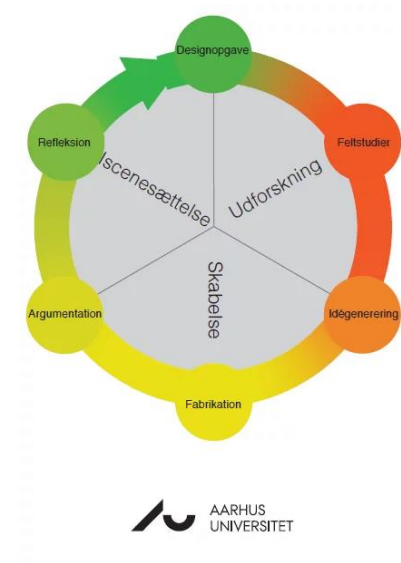 Designopgave
Feltstudier
Idégenerering
Fabrikation
Argumentation
Refleksion
Iscenesættelse
Udforskning
Skabelse
AARHUS
UNIVERSITET